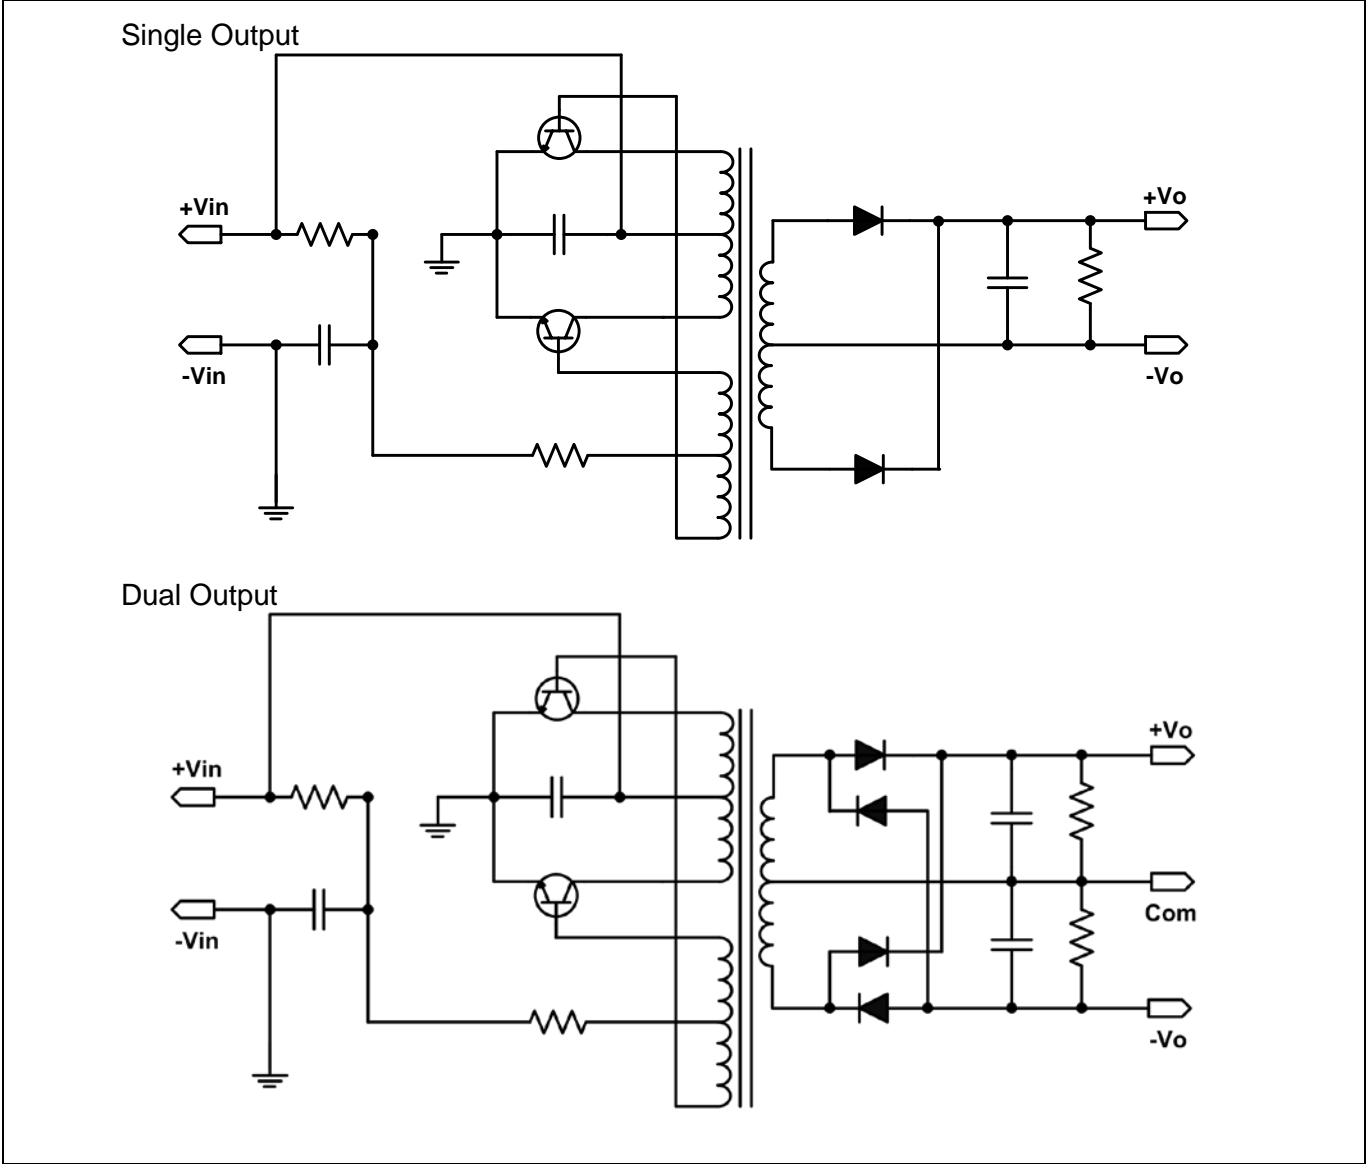 Single Output
+Vin
-Vin
+Vo
-Vo
Dual Output
+Vin
-Vin
+Vo
Com
-Vo